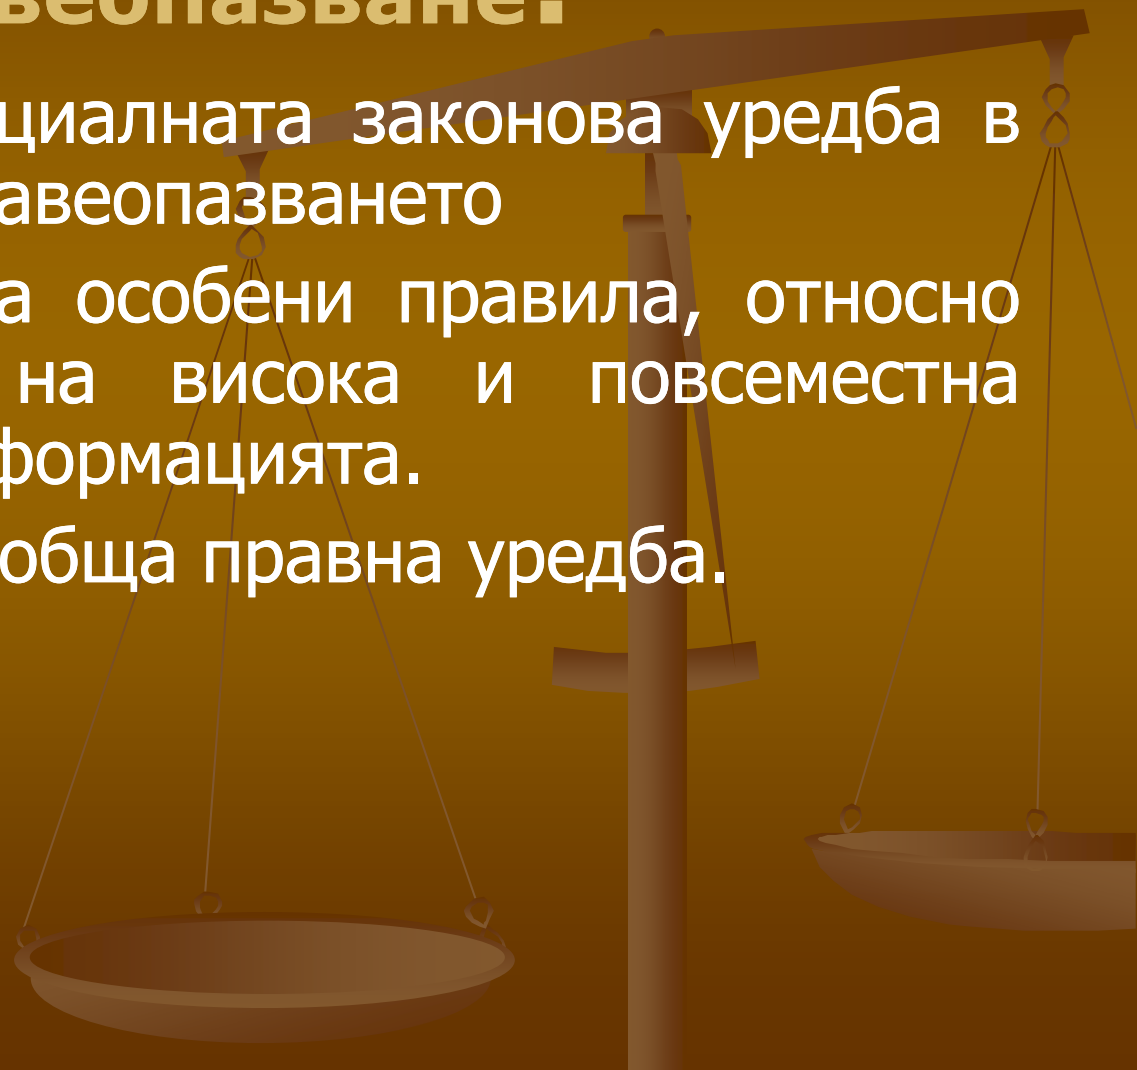 веопазване:
циалната законова уредба в
авеопазването
а особени правила, относно
на висока и повсеместна
формацията.
обща правна уредба.